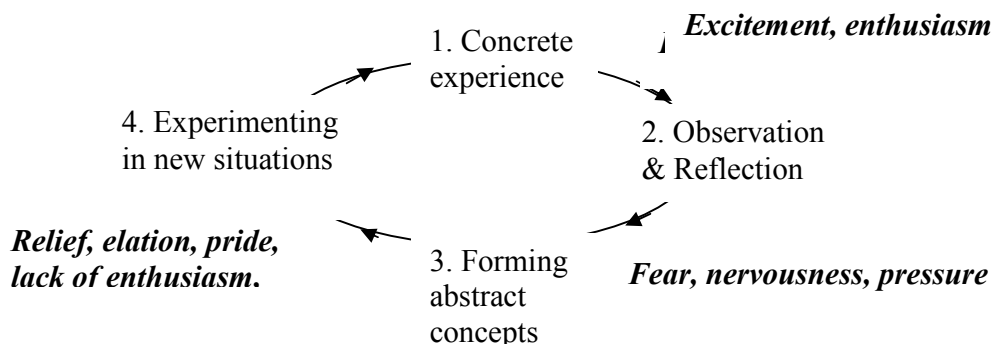 Excitement, enthusiasm
1. Concrete
experience
2. Observation
& Reflection
4. Experimenting
in new situations
Relief, elation, pride,
lack of enthusiasm.
3. Forming
abstract
concepts
Fear, nervousness, pressure